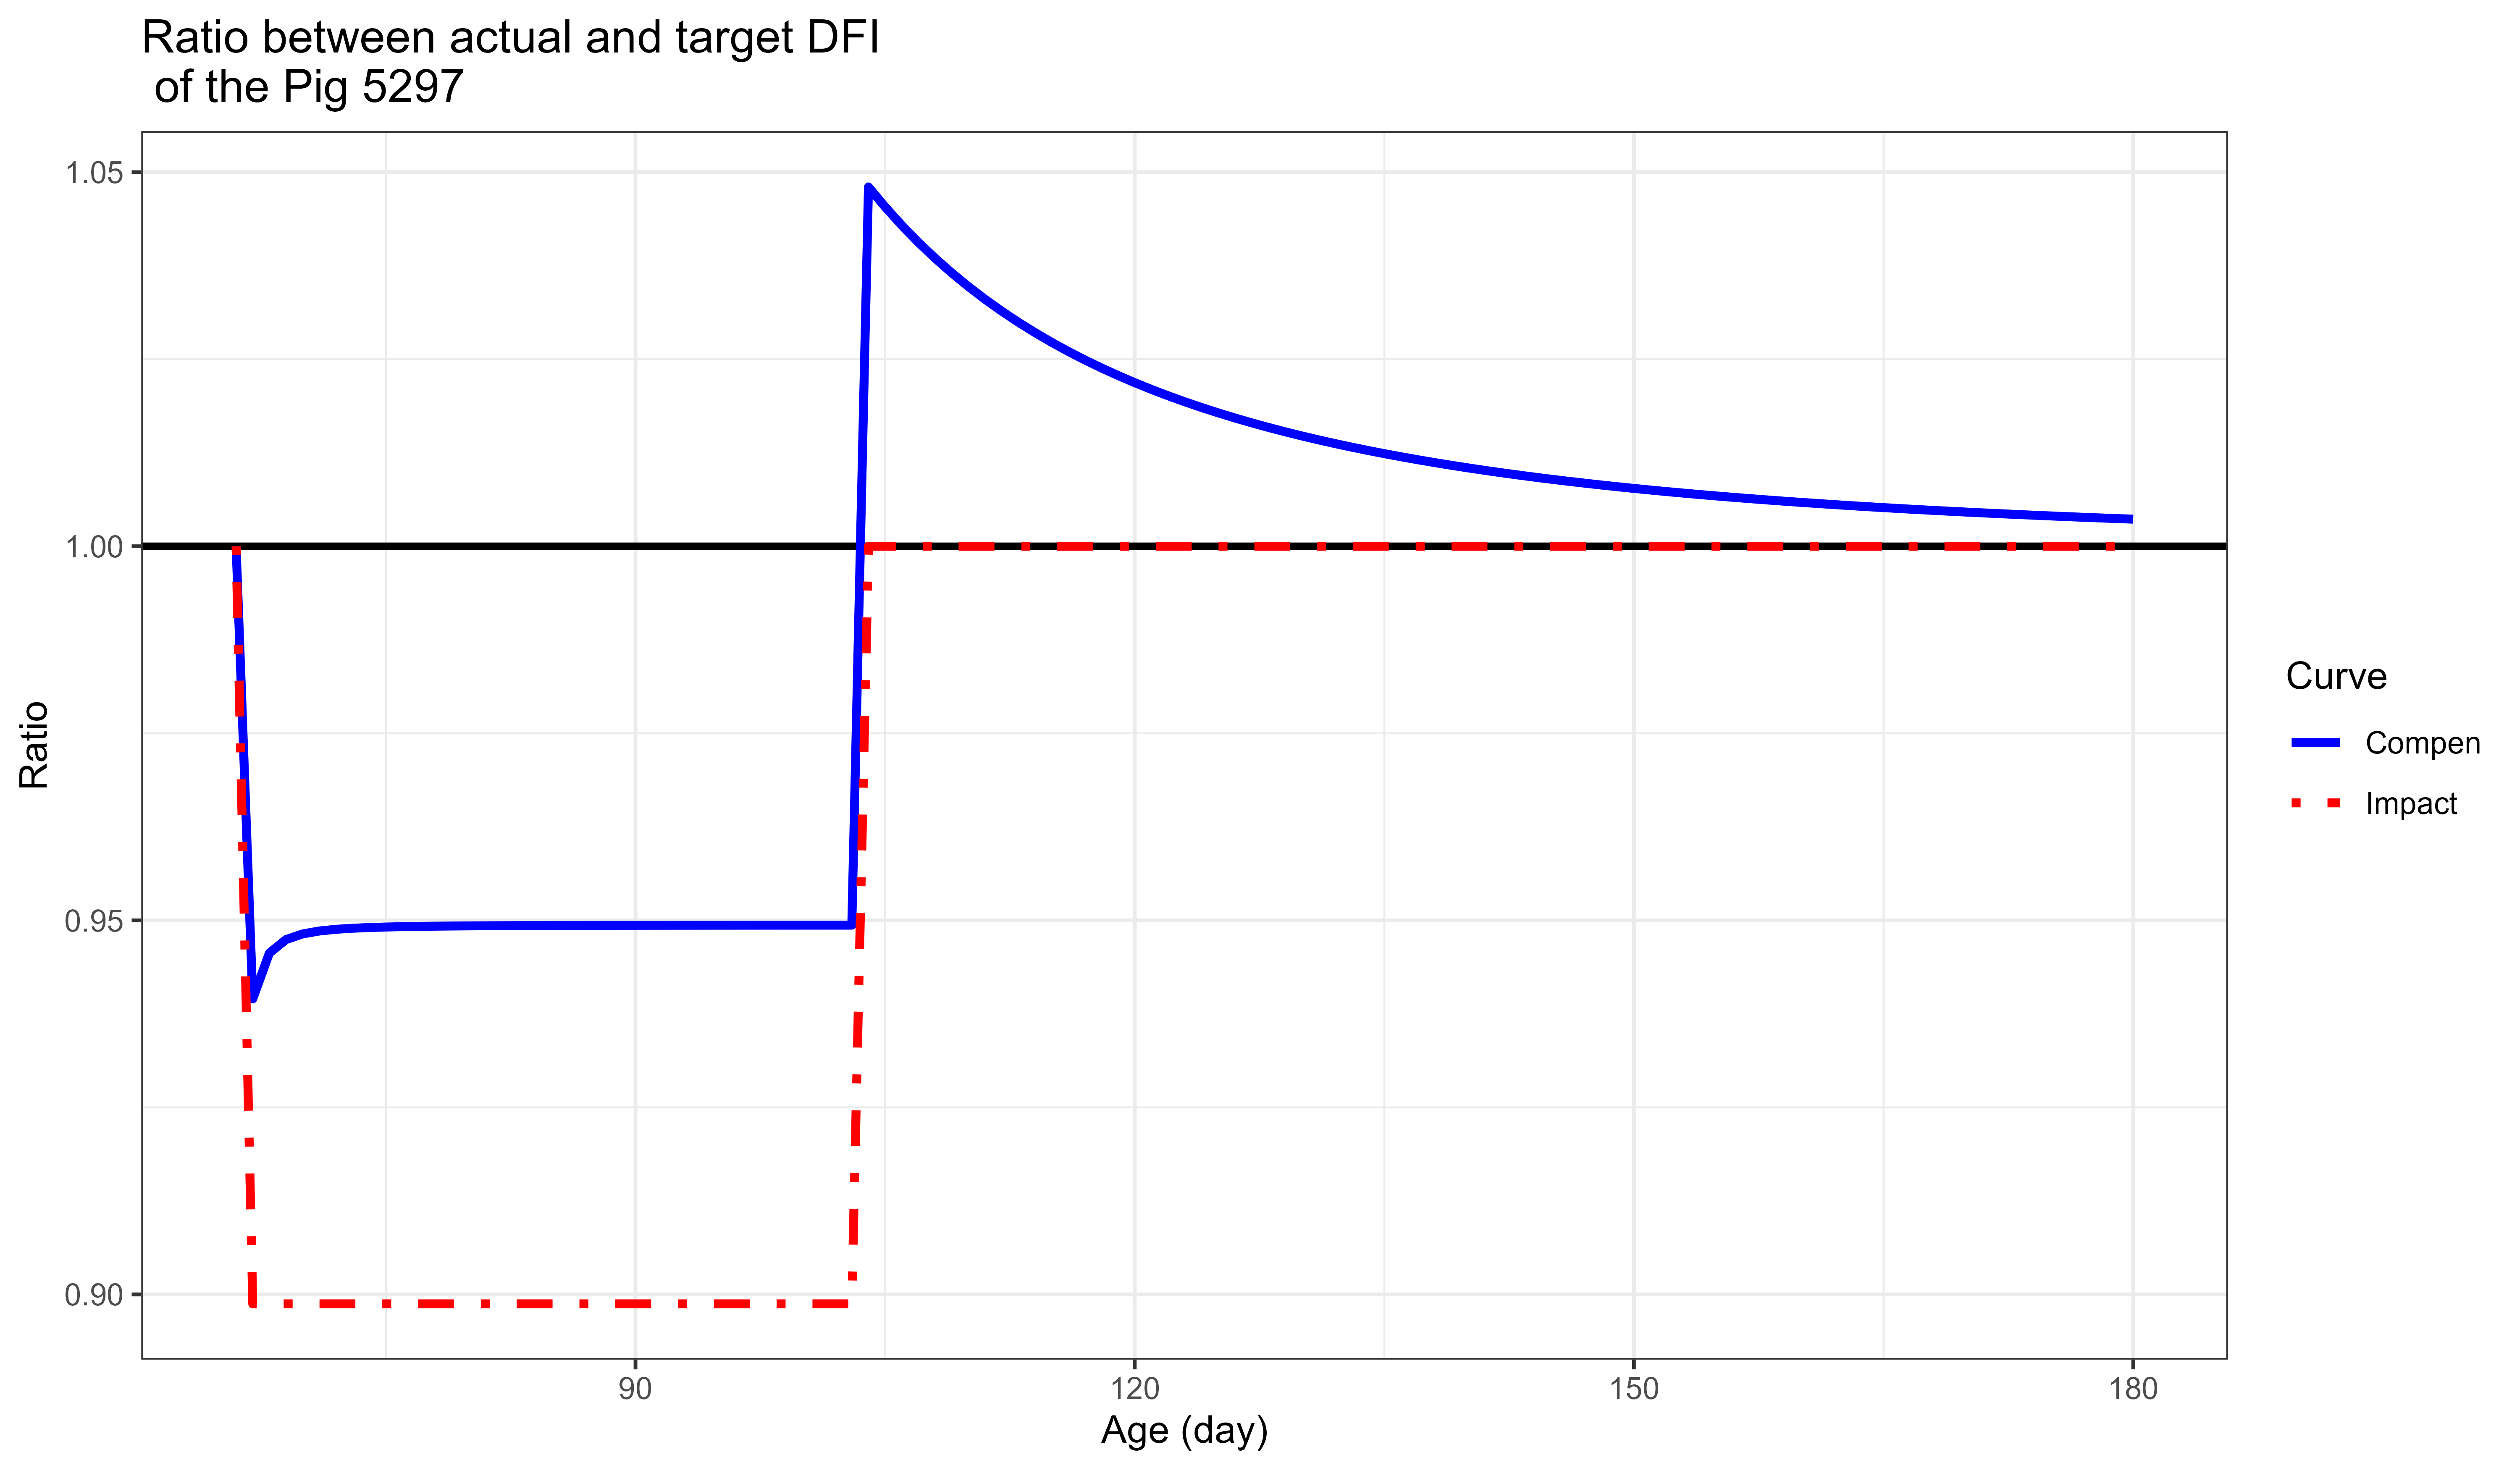 Ratio between actual and target DFI
of the Pig 5297
1.05
1.00
0.95
0.90
Ratio
90
120
150
180
Age (day)
Curve
Compen
Impact